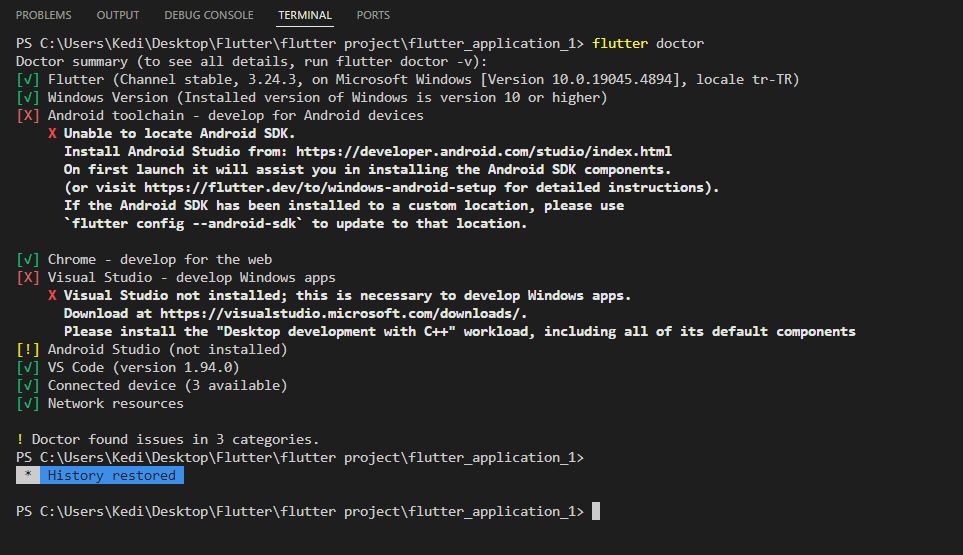 PROBLEMS OUTPUT DEBUG CONSOLE TERMINAL PORTS
PS C:\Users\Kedi\Desktop\Flutter\flutter project\flutter_application_1> flutter doctor
Doctor summary (to see all details, run flutter doctor -v):
[√] Flutter (Channel stable, 3.24.3, on Microsoft Windows [Version 10.0.19045.4894], locale tr-TR)
[√] Windows Version (Installed version of Windows is version 10 or higher)
[X] Android toolchain - develop for Android devices
X Unable to locate Android SDK.
Install Android Studio from: https://developer.android.com/studio/index.html
On first launch it will assist you in installing the Android SDK components.
(or visit https://flutter.dev/to/windows-android-setup for detailed instructions).
If the Android SDK has been installed to a custom location, please use
`flutter config --android-sdk` to update to that location.
[√] Chrome - develop for the web
[X] Visual Studio - develop Windows apps
X Visual Studio not installed; this is necessary to develop Windows apps.
Download at https://visualstudio.microsoft.com/downloads/.
Please install the "Desktop development with C++" workload, including all of its default components
[!] Android Studio (not installed)
[√] VS Code (version 1.94.0)
[√] Connected device (3 available)
[√] Network resources
! Doctor found issues in 3 categories.
PS C:\Users\Kedi\Desktop\Flutter\flutter project\flutter_application_1>
* History restored
PS C:\Users\Kedi\Desktop\Flutter\flutter project\flutter_application_1>